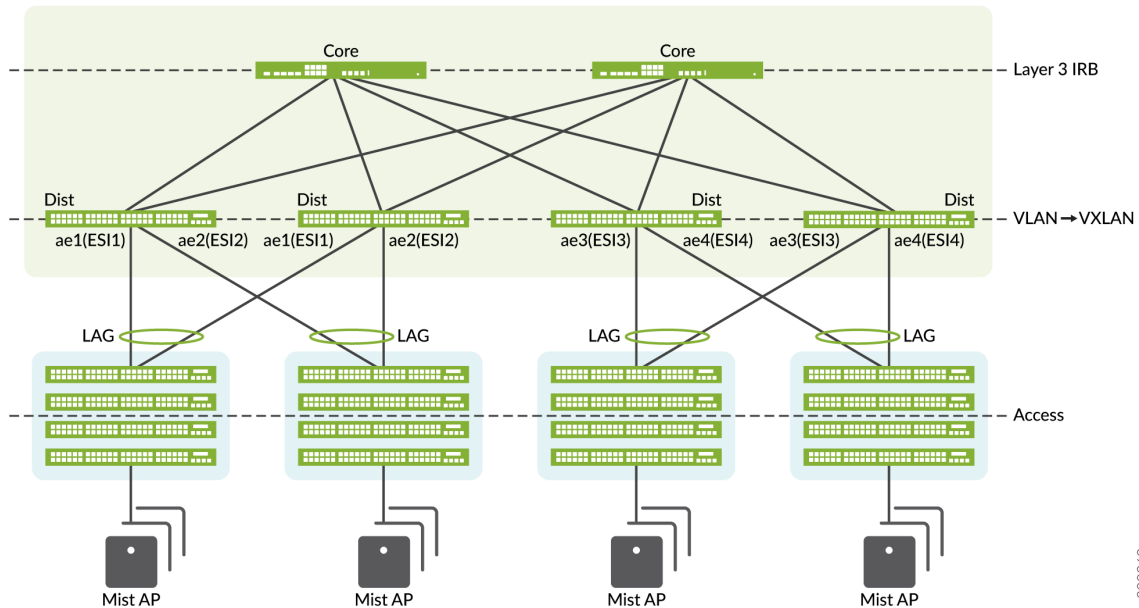 Core
Core
Layer 3 IRB
Dist
Dist
Dist
Dist
VLAN → VXLAN
ae1(ESI1)
ae2(ESI2)
ae1(ESI1)
ae2(ESI2)
ae3(ESI3)
ae4(ESI4)
ae3(ESI3)
ae4(ESI4)
LAG
LAG
LAG
LAG
Access
Mist AP
Mist AP
Mist AP
Mist AP